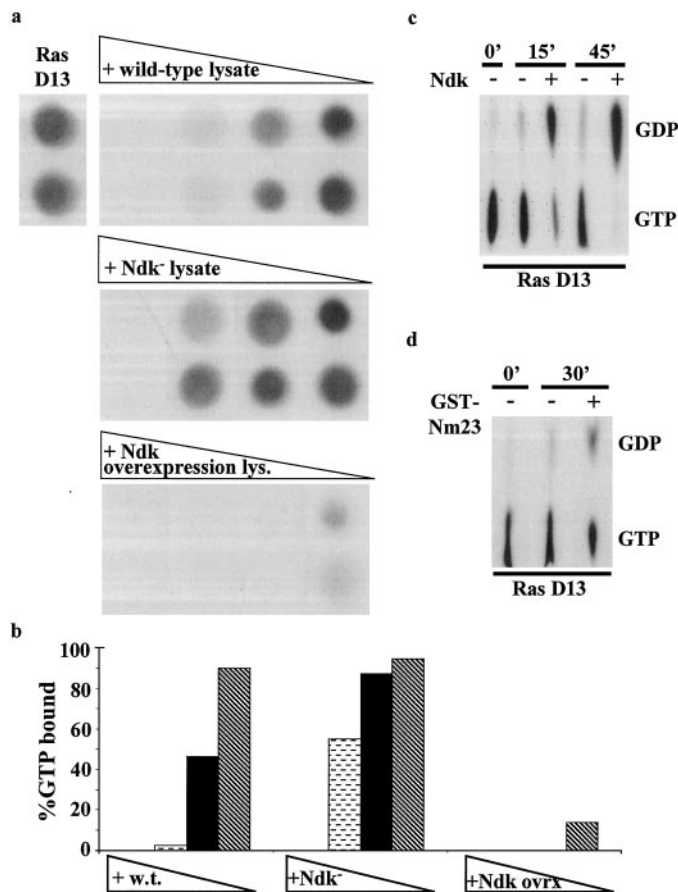 a
Ras
D13
+ wild-type lysate
+ Ndk⁻ lysate
+ Ndk
overexpression lys.
c
0' 15' 45'
Ndk - - + - +
GDP
GTP
Ras D13
d
0' 30'
GST-
Nm23
- - +
GDP
GTP
Ras D13
b
%GTP bound
100
80
60
40
20
0
+ w.t.
+Ndk⁻
+Ndk ovrx